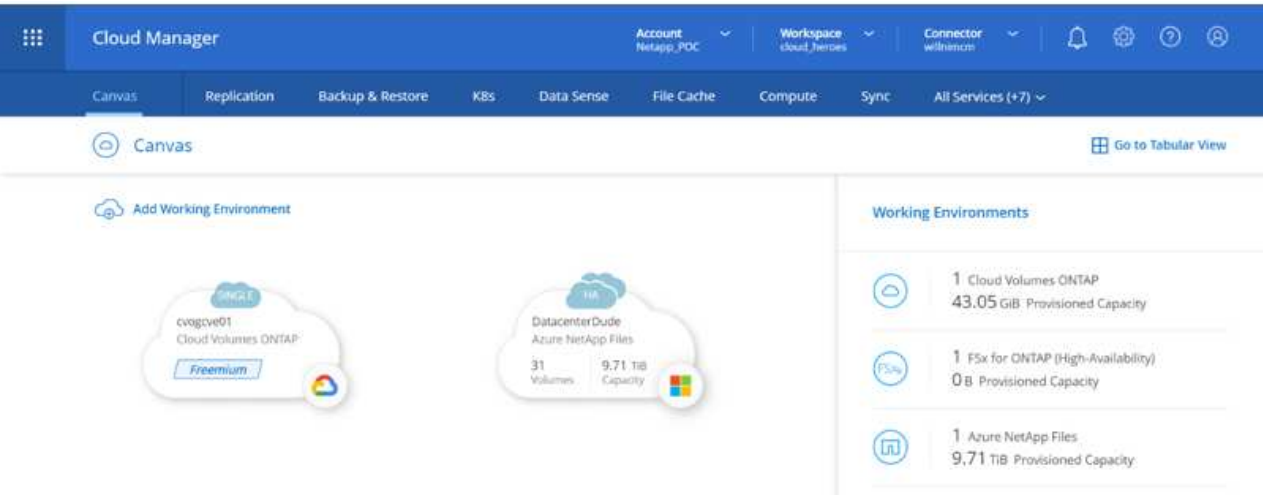 Cloud Manager
Account
Netapp_POC
Workspace
cloud_heroes
Connector
willnimcm
Canvas Replication Backup & Restore K8s Data Sense File Cache Compute Sync All Services (+7)
Canvas
Go to Tabular View
Add Working Environment
Working Environments
SINGLE
cvogcve01
Cloud Volumes ONTAP
Freemium
HA
DatacenterDude
Azure NetApp Files
31 9.71 TiB
Volumes Capacity
1 Cloud Volumes ONTAP
43.05 GiB Provisioned Capacity
FSx
1 FSx for ONTAP (High-Availability)
0 B Provisioned Capacity
1 Azure NetApp Files
9.71 TiB Provisioned Capacity